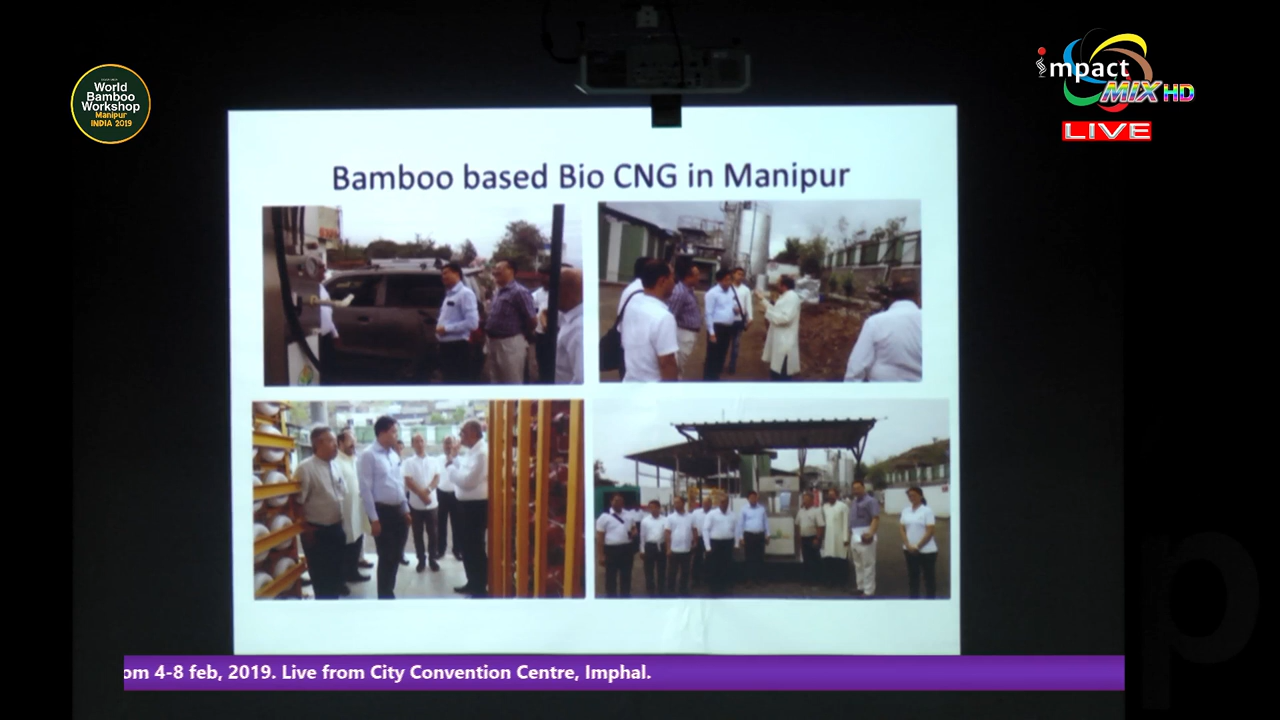 World
Bamboo
Workshop
Manipur
INDIA 2019
impact
MIX HD
LIVE
Bamboo based Bio CNG in Manipur
om 4-8 feb, 2019. Live from City Convention Centre, Imphal.
p